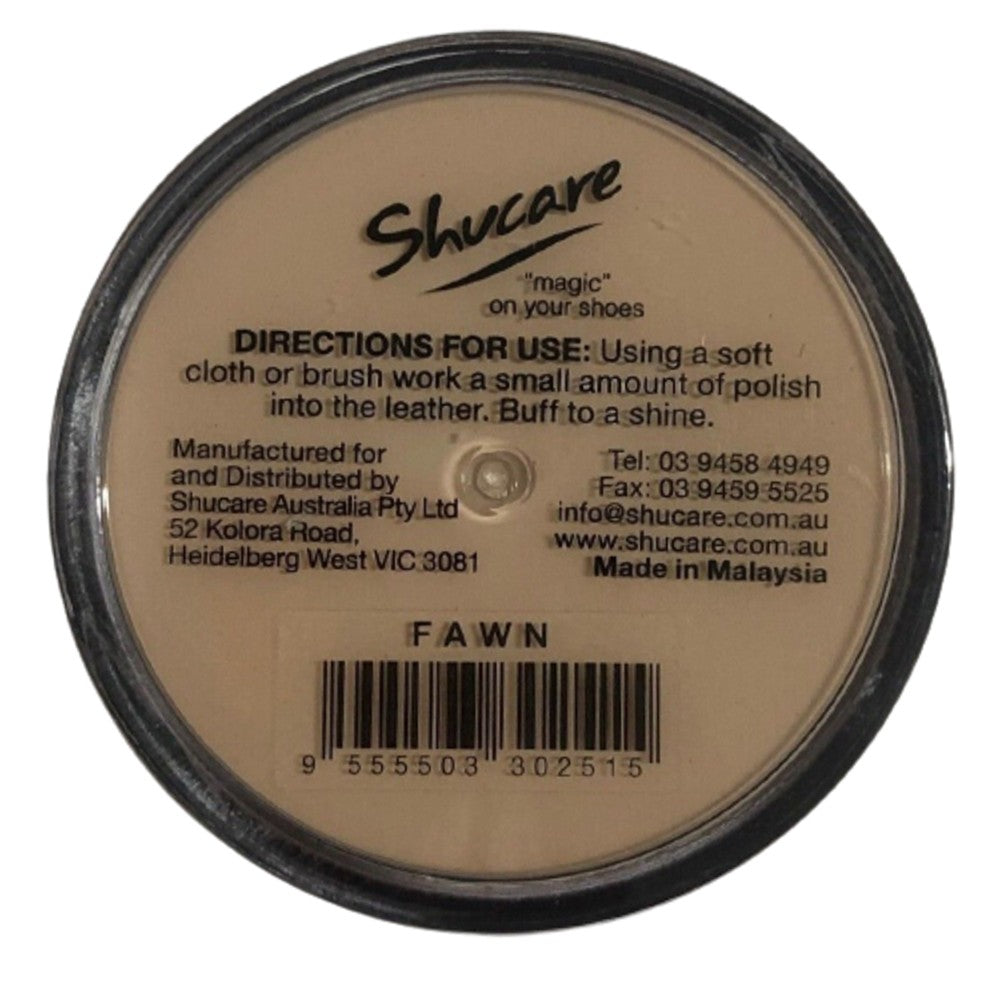 Shucare
"magic"
on your shoes
DIRECTIONS FOR USE: Using a soft
cloth or brush work a small amount of polish
into the leather. Buff to a shine.
Manufactured for
and Distributed by
Shucare Australia Pty Ltd
52 Kolora Road,
Heidelberg West VIC 3081
Tel: 03 9458 4949
Fax: 03 9459 5525
info@shucare.com.au
www.shucare.com.au
Made in Malaysia
FAWN
9 555503 302515